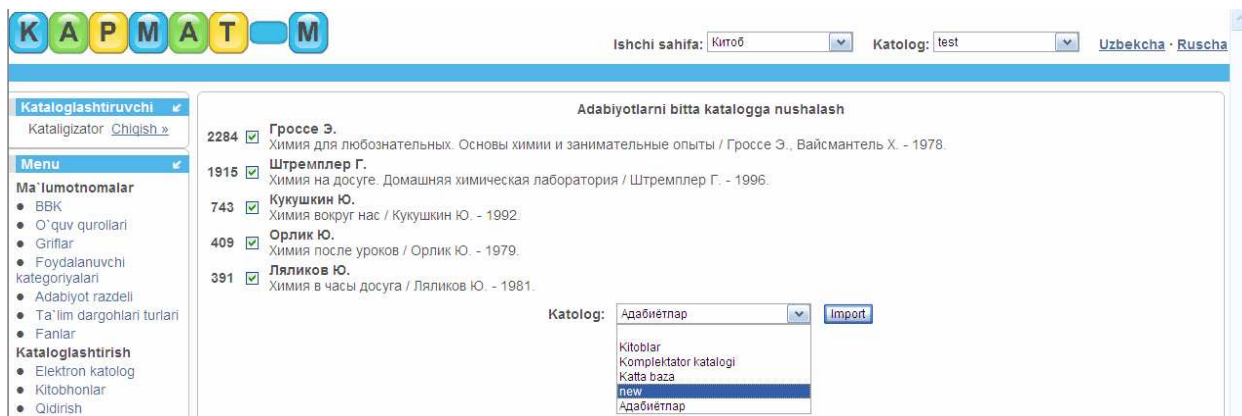 КАРМАТ-М
Ishchi sahifa: Китоб Katolog: test Uzbekcha · Ruscha
Kataloglashtiruvchi
Kataligizator Chiqish »
Menu
Ma`lumotnomalar
● BBK
● O`quv qurollari
● Griflar
● Foydalanuvchi
kategoriyalari
● Adabiyot razdeli
● Ta`lim dargohlari turlari
● Fanlar
Kataloglashtirish
● Elektron katolog
● Kitobhonlar
● Qidirish
Adabiyotlarni bitta katalogga nushalash
2284 Гроссе Э.
Химия для любознательных. Основы химии и занимательные опыты / Гроссе Э., Вайсмантель Х. - 1978.
1915 Штремплер Г.
Химия на досуге. Домашняя химическая лаборатория / Штремплер Г. - 1996.
743 Кукушкин Ю.
Химия вокруг нас / Кукушкин Ю. - 1992.
409 Орлик Ю.
Химия после уроков / Орлик Ю. - 1979.
391 Ляликов Ю.
Химия в часы досуга / Ляликов Ю. - 1981.
Katolog: Адабиётлар Import
Kitoblar
Komplektator katalogi
Katta baza
new
Адабиётлар